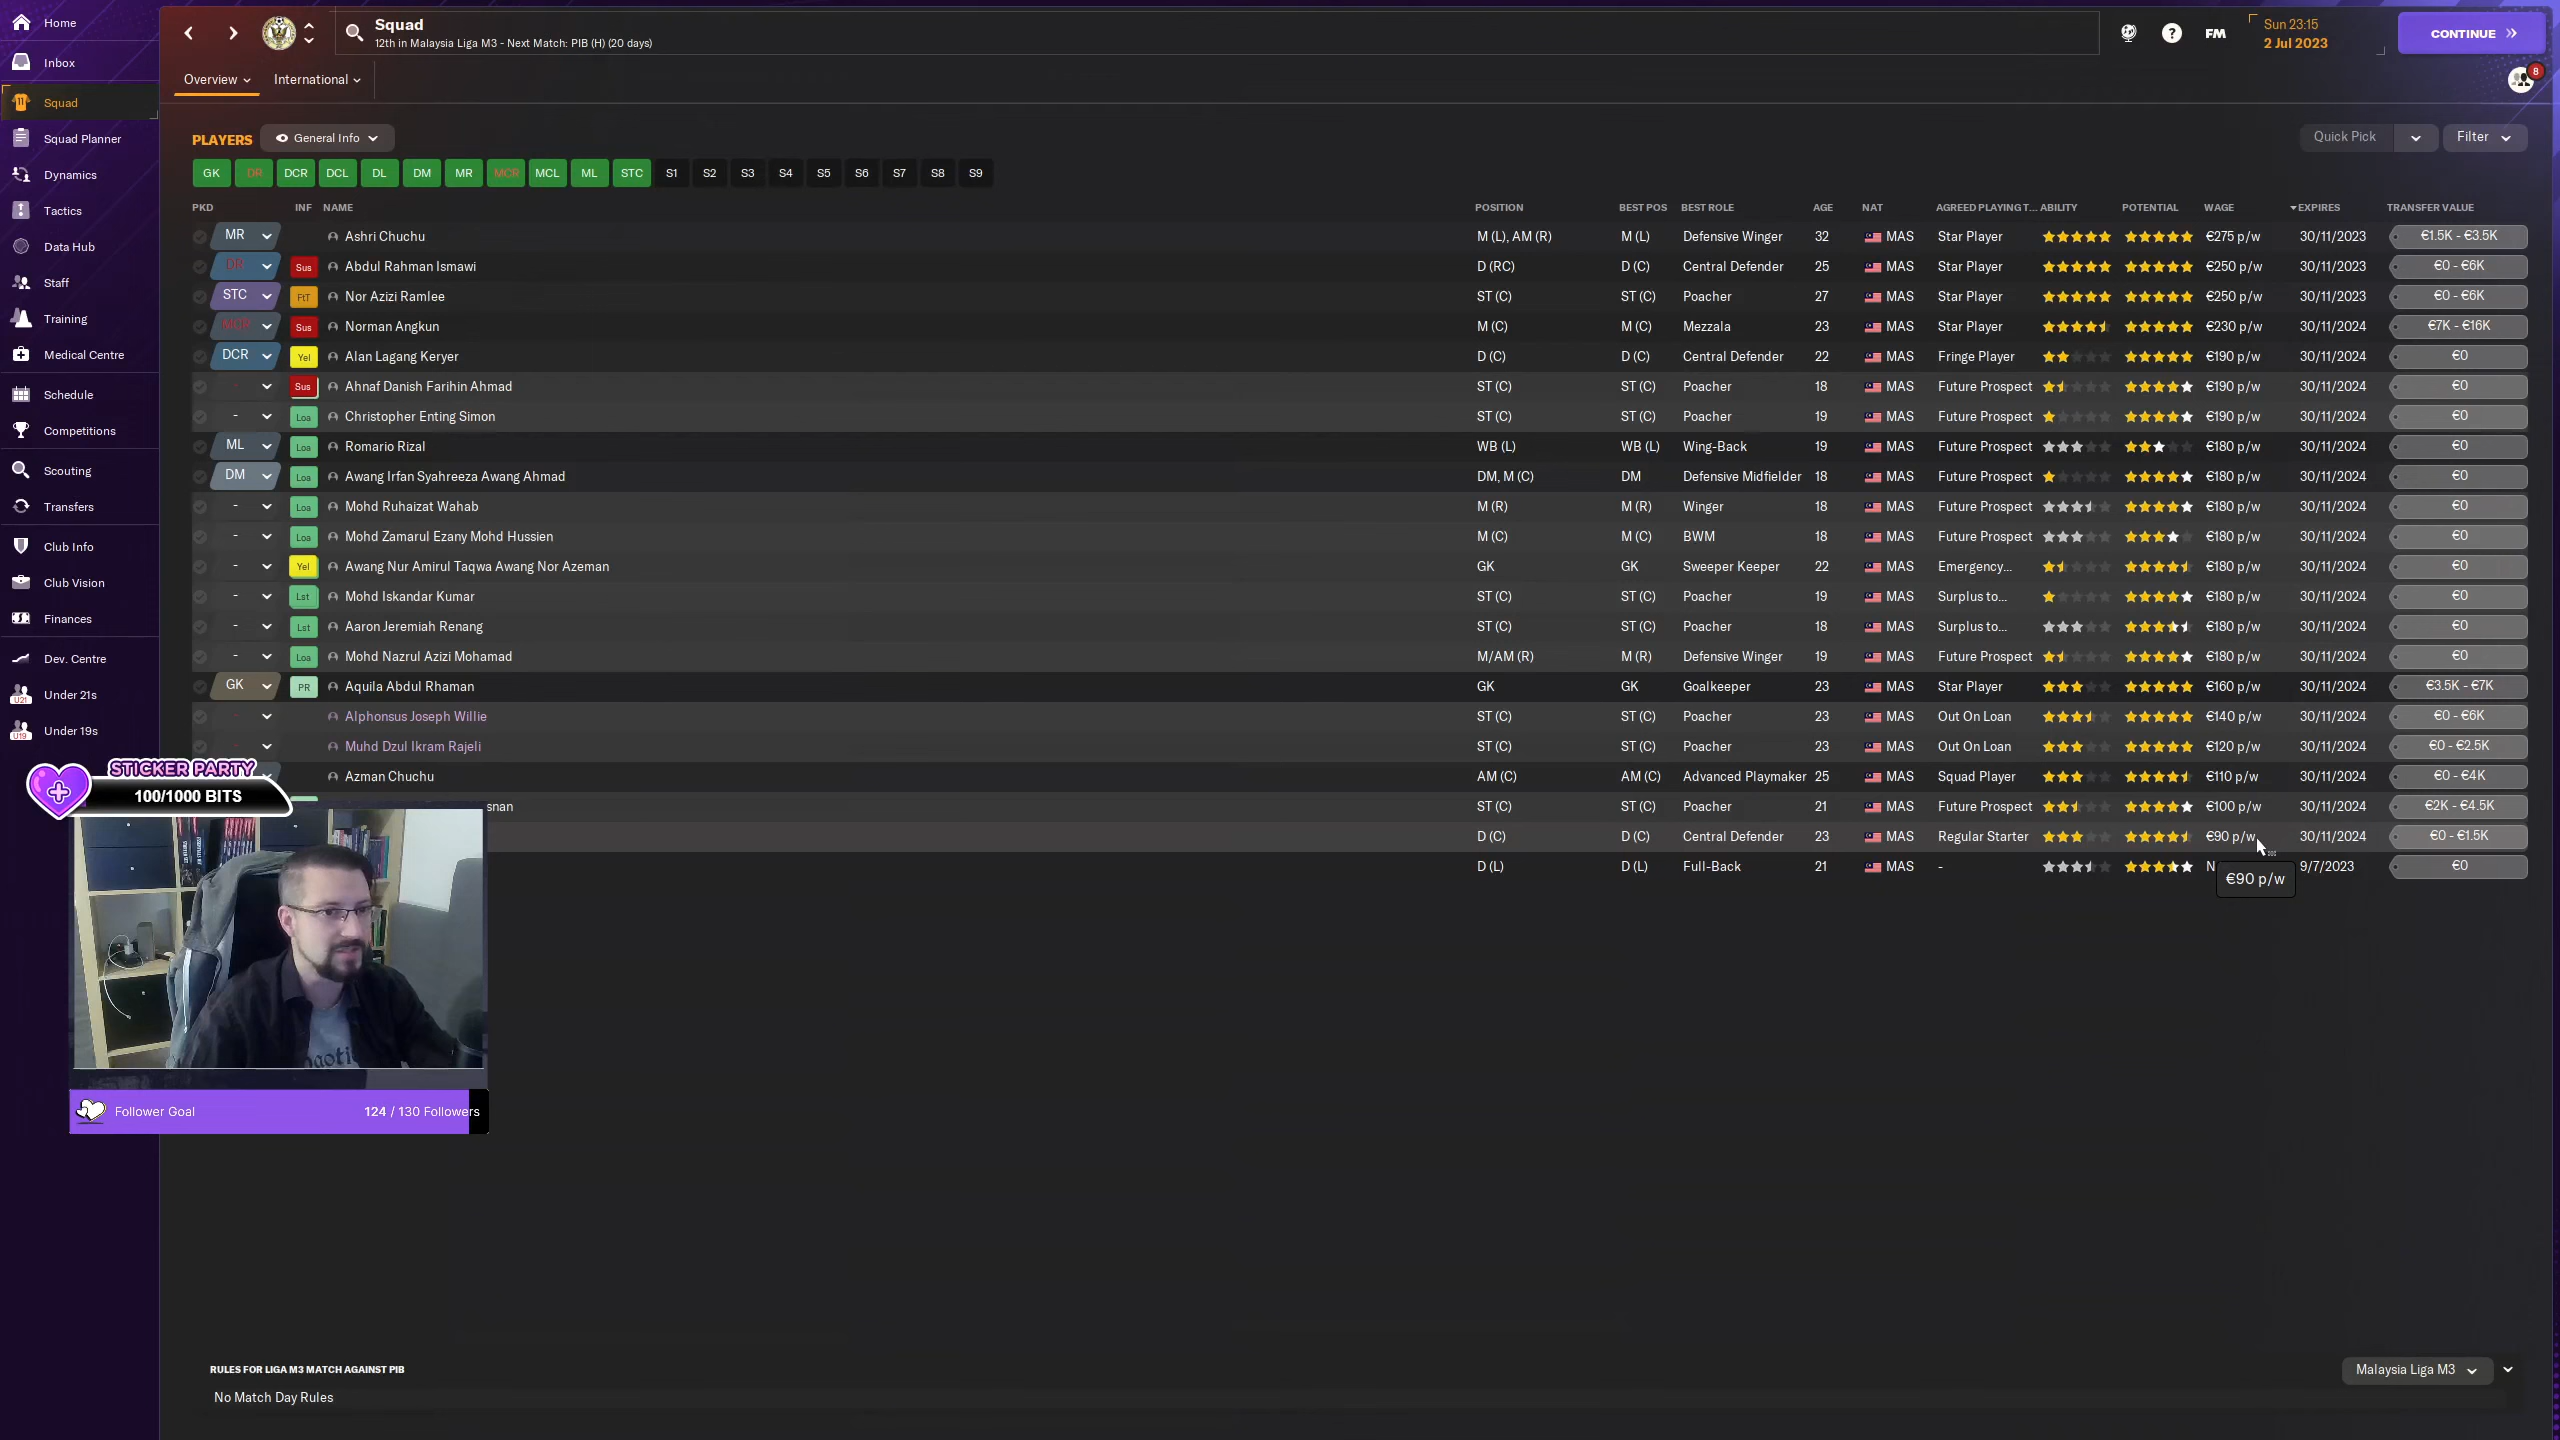 Home
Inbox
Squad
Squad Planner
Dynamics
Tactics
Data Hub
Staff
Training
Medical Centre
Schedule
Competitions
Scouting
Transfers
Club Info
Club Vision
Finances
Dev. Centre
Under 21s
Under 19s
Squad
12th in Malaysia Liga M3 - Next Match: PIB (H) (20 days)
FM
Sun 23:15
2 Jul 2023
CONTINUE
8
Overview International
PLAYERS General Info
Quick Pick Filter
GK DR DCR DCL DL DM MR MCR MCL ML STC S1 S2 S3 S4 S5 S6 S7 S8 S9
PKD INF NAME POSITION BEST POS BEST ROLE AGE NAT AGREED PLAYING T... ABILITY POTENTIAL WAGE EXPIRES TRANSFER VALUE
MR Ashri Chuchu M (L), AM (R) M (L) Defensive Winger 32 MAS Star Player €275 p/w 30/11/2023 €1.5K - €3.5K
DR Sus Abdul Rahman Ismawi D (RC) D (C) Central Defender 25 MAS Star Player €250 p/w 30/11/2023 €0 - €6K
STC FtT Nor Azizi Ramlee ST (C) ST (C) Poacher 27 MAS Star Player €250 p/w 30/11/2023 €0 - €6K
MCR Sus Norman Angkun M (C) M (C) Mezzala 23 MAS Star Player €230 p/w 30/11/2024 €7K - €16K
DCR Yel Alan Lagang Keryer D (C) D (C) Central Defender 22 MAS Fringe Player €190 p/w 30/11/2024 €0
- Sus Ahnaf Danish Farihin Ahmad ST (C) ST (C) Poacher 18 MAS Future Prospect €190 p/w 30/11/2024 €0
- Loa Christopher Enting Simon ST (C) ST (C) Poacher 19 MAS Future Prospect €190 p/w 30/11/2024 €0
ML Loa Romario Rizal WB (L) WB (L) Wing-Back 19 MAS Future Prospect €180 p/w 30/11/2024 €0
DM Loa Awang Irfan Syahreeza Awang Ahmad DM, M (C) DM Defensive Midfielder 18 MAS Future Prospect €180 p/w 30/11/2024 €0
- Loa Mohd Ruhaizat Wahab M (R) M (R) Winger 18 MAS Future Prospect €180 p/w 30/11/2024 €0
- Loa Mohd Zamarul Ezany Mohd Hussien M (C) M (C) BWM 18 MAS Future Prospect €180 p/w 30/11/2024 €0
- Yel Awang Nur Amirul Taqwa Awang Nor Azeman GK GK Sweeper Keeper 22 MAS Emergency... €180 p/w 30/11/2024 €0
- Lst Mohd Iskandar Kumar ST (C) ST (C) Poacher 19 MAS Surplus to... €180 p/w 30/11/2024 €0
- Lst Aaron Jeremiah Renang ST (C) ST (C) Poacher 18 MAS Surplus to... €180 p/w 30/11/2024 €0
- Loa Mohd Nazrul Azizi Mohamad M/AM (R) M (R) Defensive Winger 19 MAS Future Prospect €180 p/w 30/11/2024 €0
GK PR Aquila Abdul Rhaman GK GK Goalkeeper 23 MAS Star Player €160 p/w 30/11/2024 €3.5K - €7K
- Alphonsus Joseph Willie ST (C) ST (C) Poacher 23 MAS Out On Loan €140 p/w 30/11/2024 €0 - €6K
- Muhd Dzul Ikram Rajeli ST (C) ST (C) Poacher 23 MAS Out On Loan €120 p/w 30/11/2024 €0 - €2.5K
Azman Chuchu AM (C) AM (C) Advanced Playmaker 25 MAS Squad Player €110 p/w 30/11/2024 €0 - €4K
snan ST (C) ST (C) Poacher 21 MAS Future Prospect €100 p/w 30/11/2024 €2K - €4.5K
D (C) D (C) Central Defender 23 MAS Regular Starter €90 p/w 30/11/2024 €0 - €1.5K
D (L) D (L) Full-Back 21 MAS - N 9/7/2023 €0
€90 p/w
STICKER PARTY
100/1000 BITS
Follower Goal 124 / 130 Followers
RULES FOR LIGA M3 MATCH AGAINST PIB
No Match Day Rules
Malaysia Liga M3